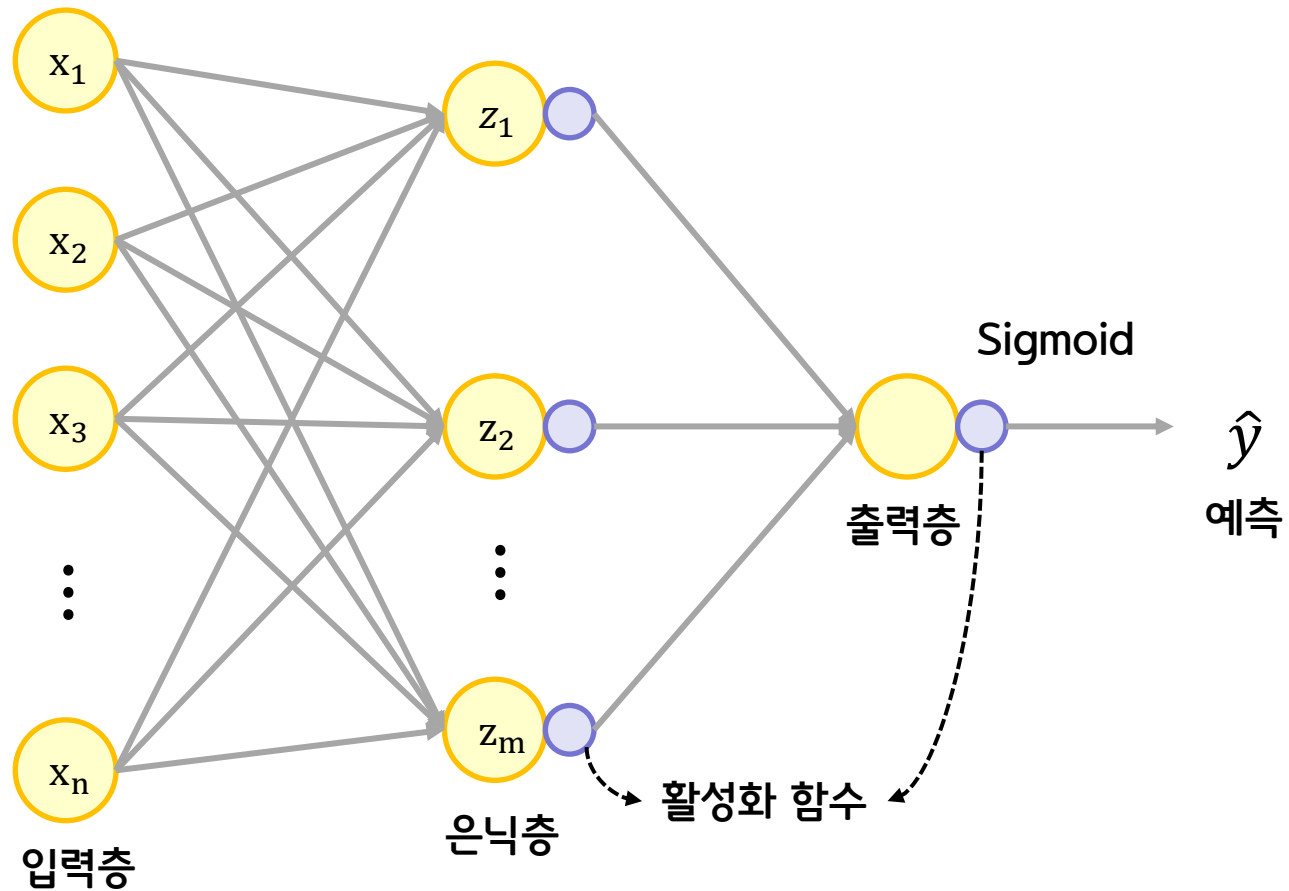 x₁
x₂
x₃
⋮
xₙ
입력층
z₁
z₂
⋮
zₘ
은닉층
활성화 함수
출력층
Sigmoid
ŷ
예측